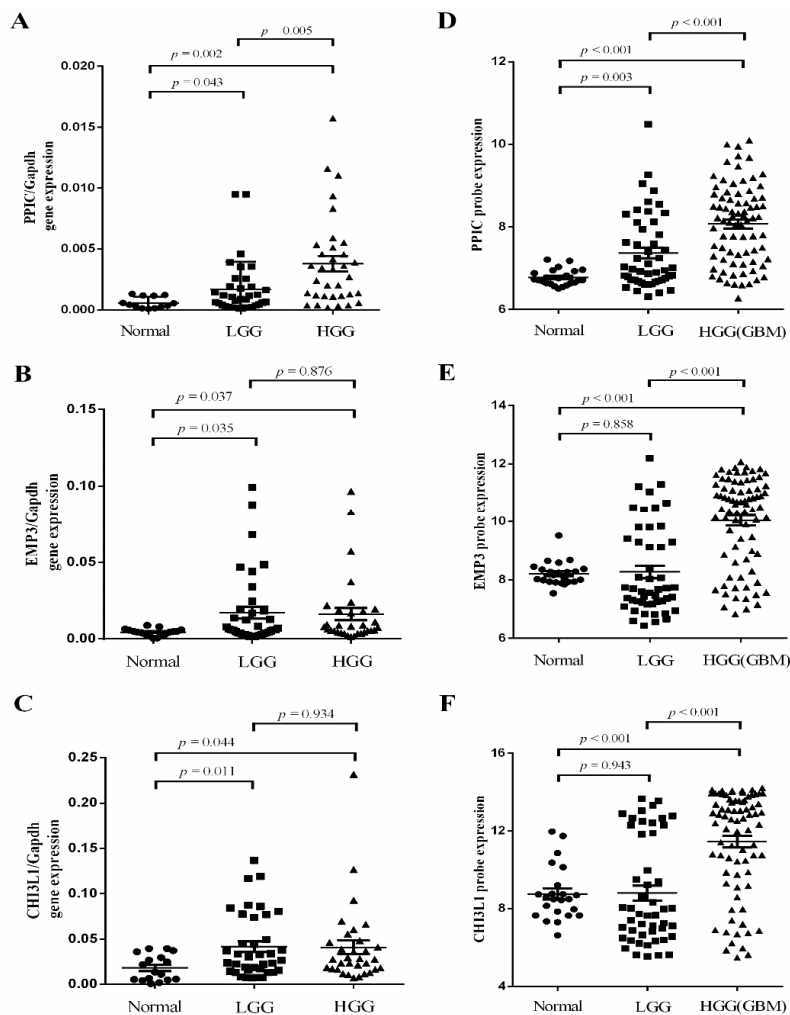 A
p 0.005
p = 0.002
p = 0.043
0.020
0.015
0.010
0.005
0.000
PPIC/Gapdh
gene expression
Normal LGG HGG
B
p = 0.876
p = 0.037
p = 0.035
0.15
0.10
0.05
0.00
EMP3/Gapdh
gene expression
Normal LGG HGG
C
p = 0.934
p = 0.044
p = 0.011
0.25
0.20
0.15
0.10
0.05
0.00
CHI3L1/Gapdh
gene expression
Normal LGG HGG
D
p < 0.001
p < 0.001
p = 0.003
12
10
8
6
PPIC probe expression
Normal LGG HGG(GBM)
E
p < 0.001
p < 0.001
p = 0.858
14
12
10
8
6
EMP3 probe expression
Normal LGG HGG(GBM)
F
p < 0.001
p < 0.001
p = 0.943
16
12
8
4
CHI3L1 probe expression
Normal LGG HGG(GBM)